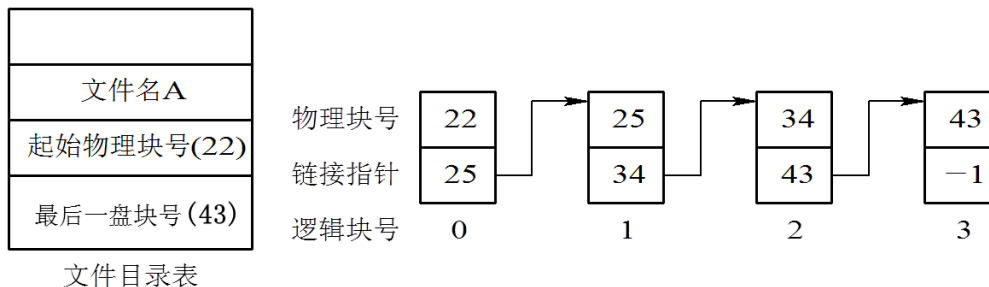 文件名A
起始物理块号(22)
最后一盘块号(43)
文件目录表
物理块号 22 25 34 43
链接指针 25 34 43 －1
逻辑块号 0 1 2 3